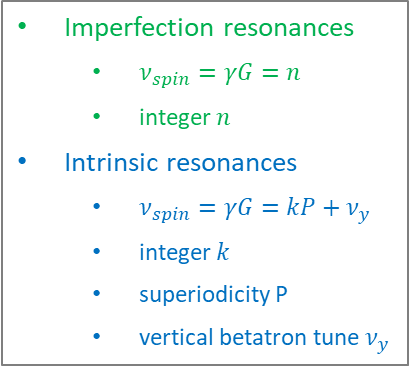 • Imperfection resonances
• ν_spin = γG = n
• integer n
• Intrinsic resonances
• ν_spin = γG = kP + ν_y
• integer k
• superiodicity P
• vertical betatron tune ν_y